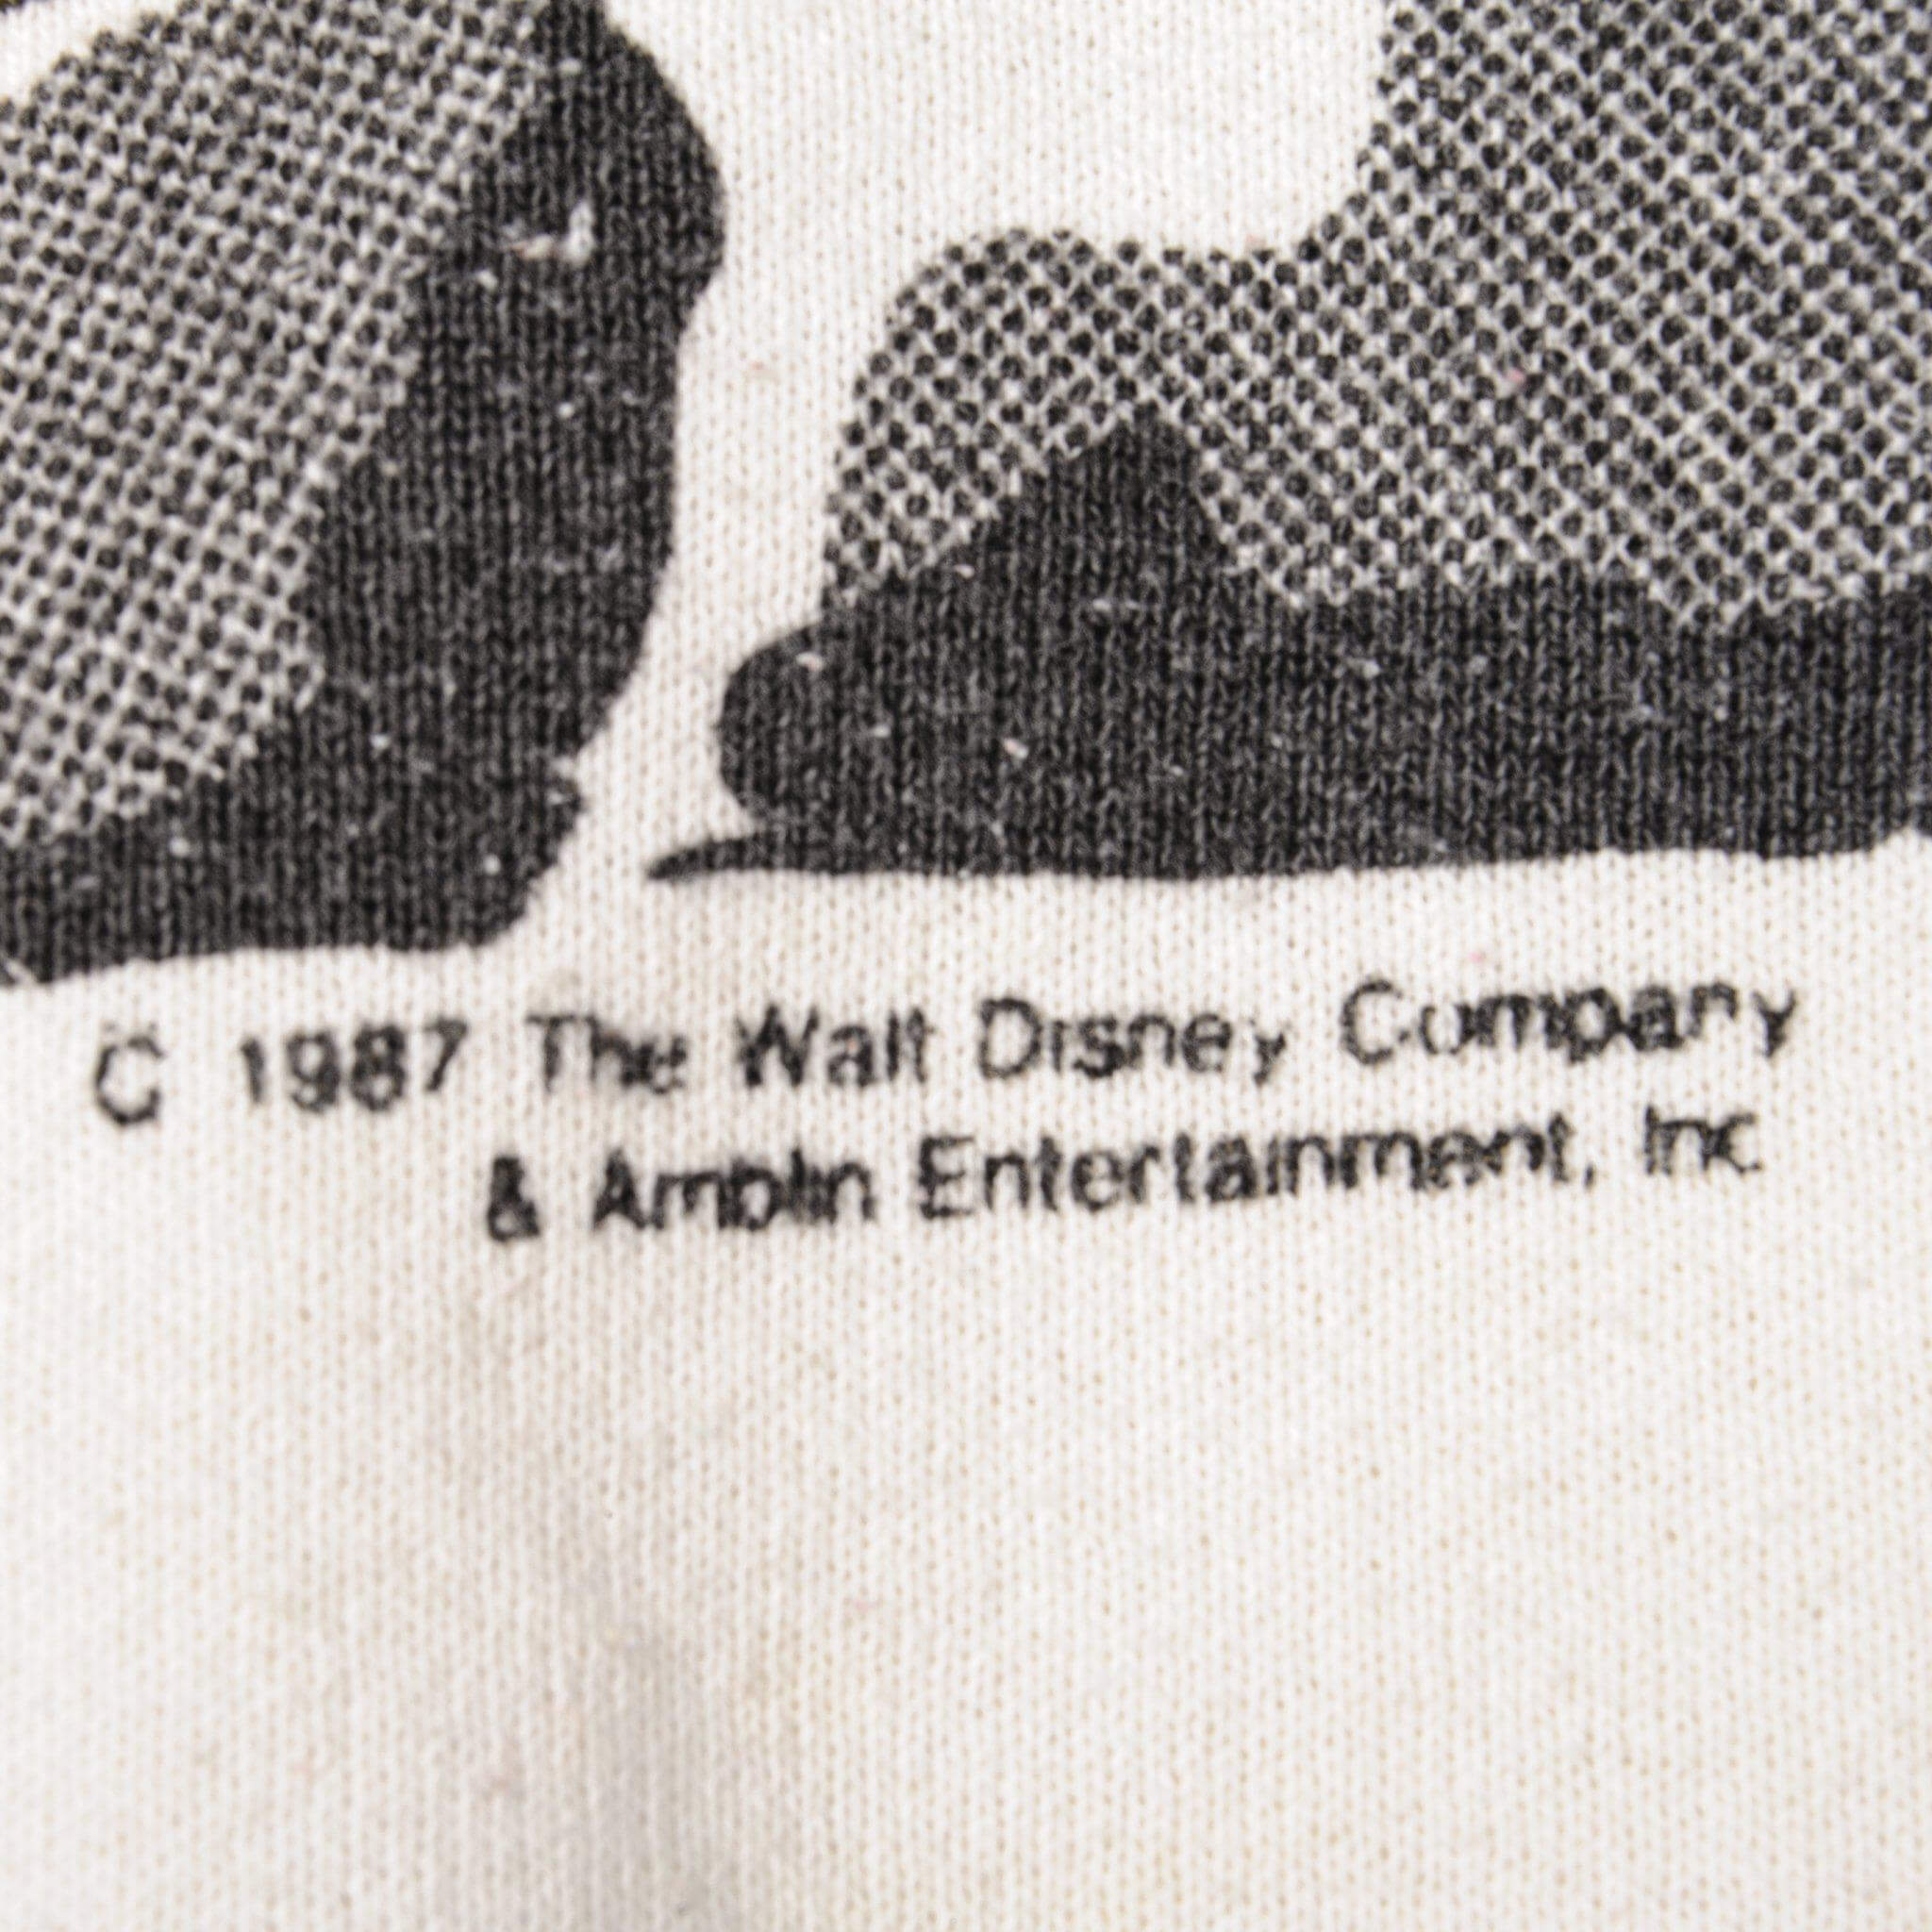 © 1987 The Walt Disney Company
& Amblin Entertainment, Inc